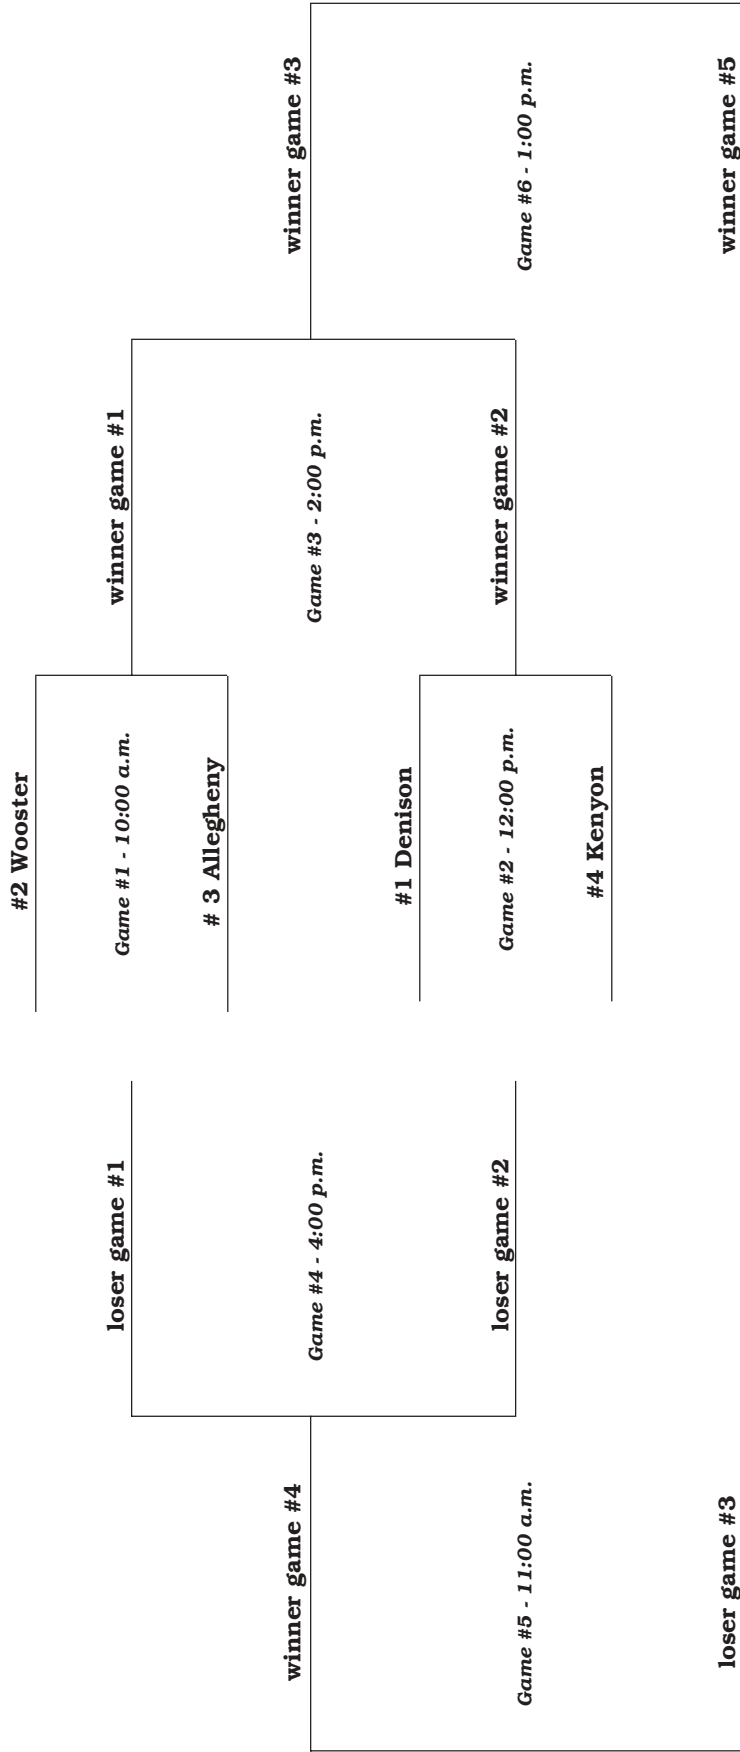 #2 Wooster
loser game #1
winner game #1
Game #1 - 10:00 a.m.
# 3 Allegheny
winner game #4
winner game #3
Game #4 - 4:00 p.m.
Game #3 - 2:00 p.m.
#1 Denison
loser game #2
Game #2 - 12:00 p.m.
winner game #2
Game #5 - 11:00 a.m.
Game #6 - 1:00 p.m.
#4 Kenyon
loser game #3
winner game #5